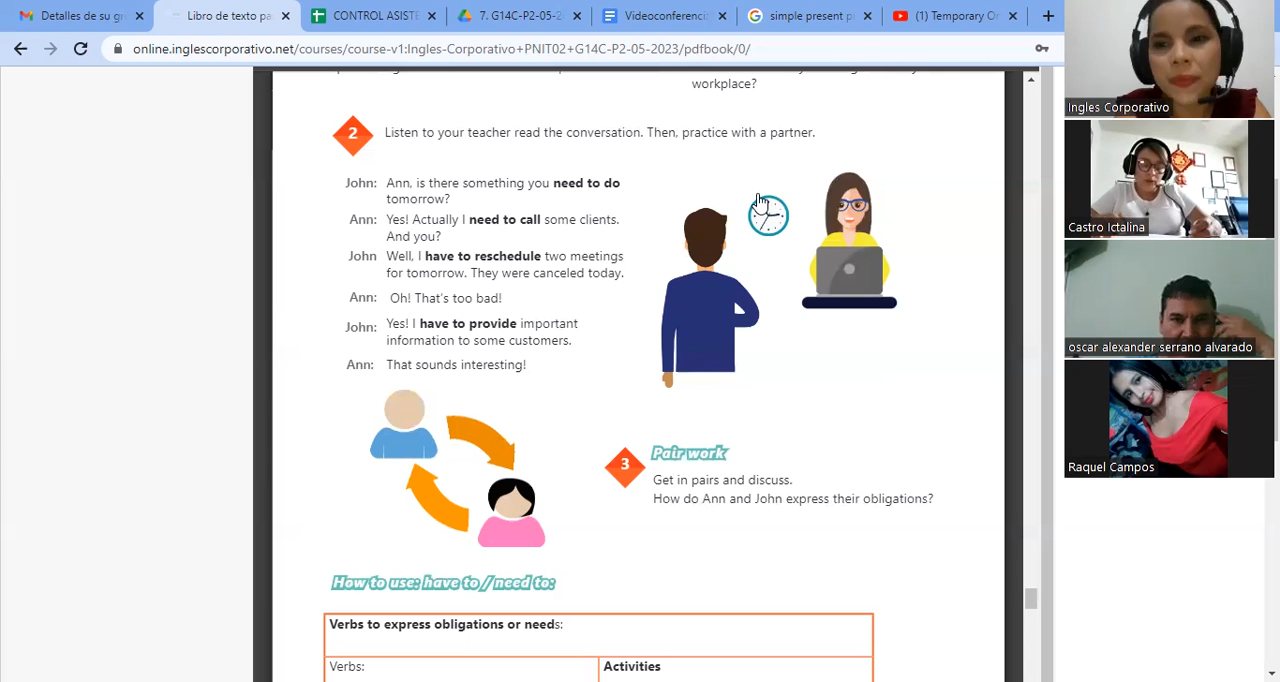 Detalles de su gr
Libro de texto pa
CONTROL ASIST
7. G14C-P2-05-2
Videoconferenci
simple present p
(1) Temporary Or
online.inglescorporativo.net/courses/course-v1:Ingles-Corporativo+PNIT02+G14C-P2-05-2023/pdfbook/0/
workplace?
2 Listen to your teacher read the conversation. Then, practice with a partner.
John: Ann, is there something you need to do
tomorrow?
Ann: Yes! Actually I need to call some clients.
And you?
John Well, I have to reschedule two meetings
for tomorrow. They were canceled today.
Ann: Oh! That's too bad!
John: Yes! I have to provide important
information to some customers.
Ann: That sounds interesting!
3 Pair work
Get in pairs and discuss.
How do Ann and John express their obligations?
How to use: have to / need to:
Verbs to express obligations or needs:
Verbs:
Activities
Ingles Corporativo
Castro Ictalina
oscar alexander serrano alvarado
Raquel Campos